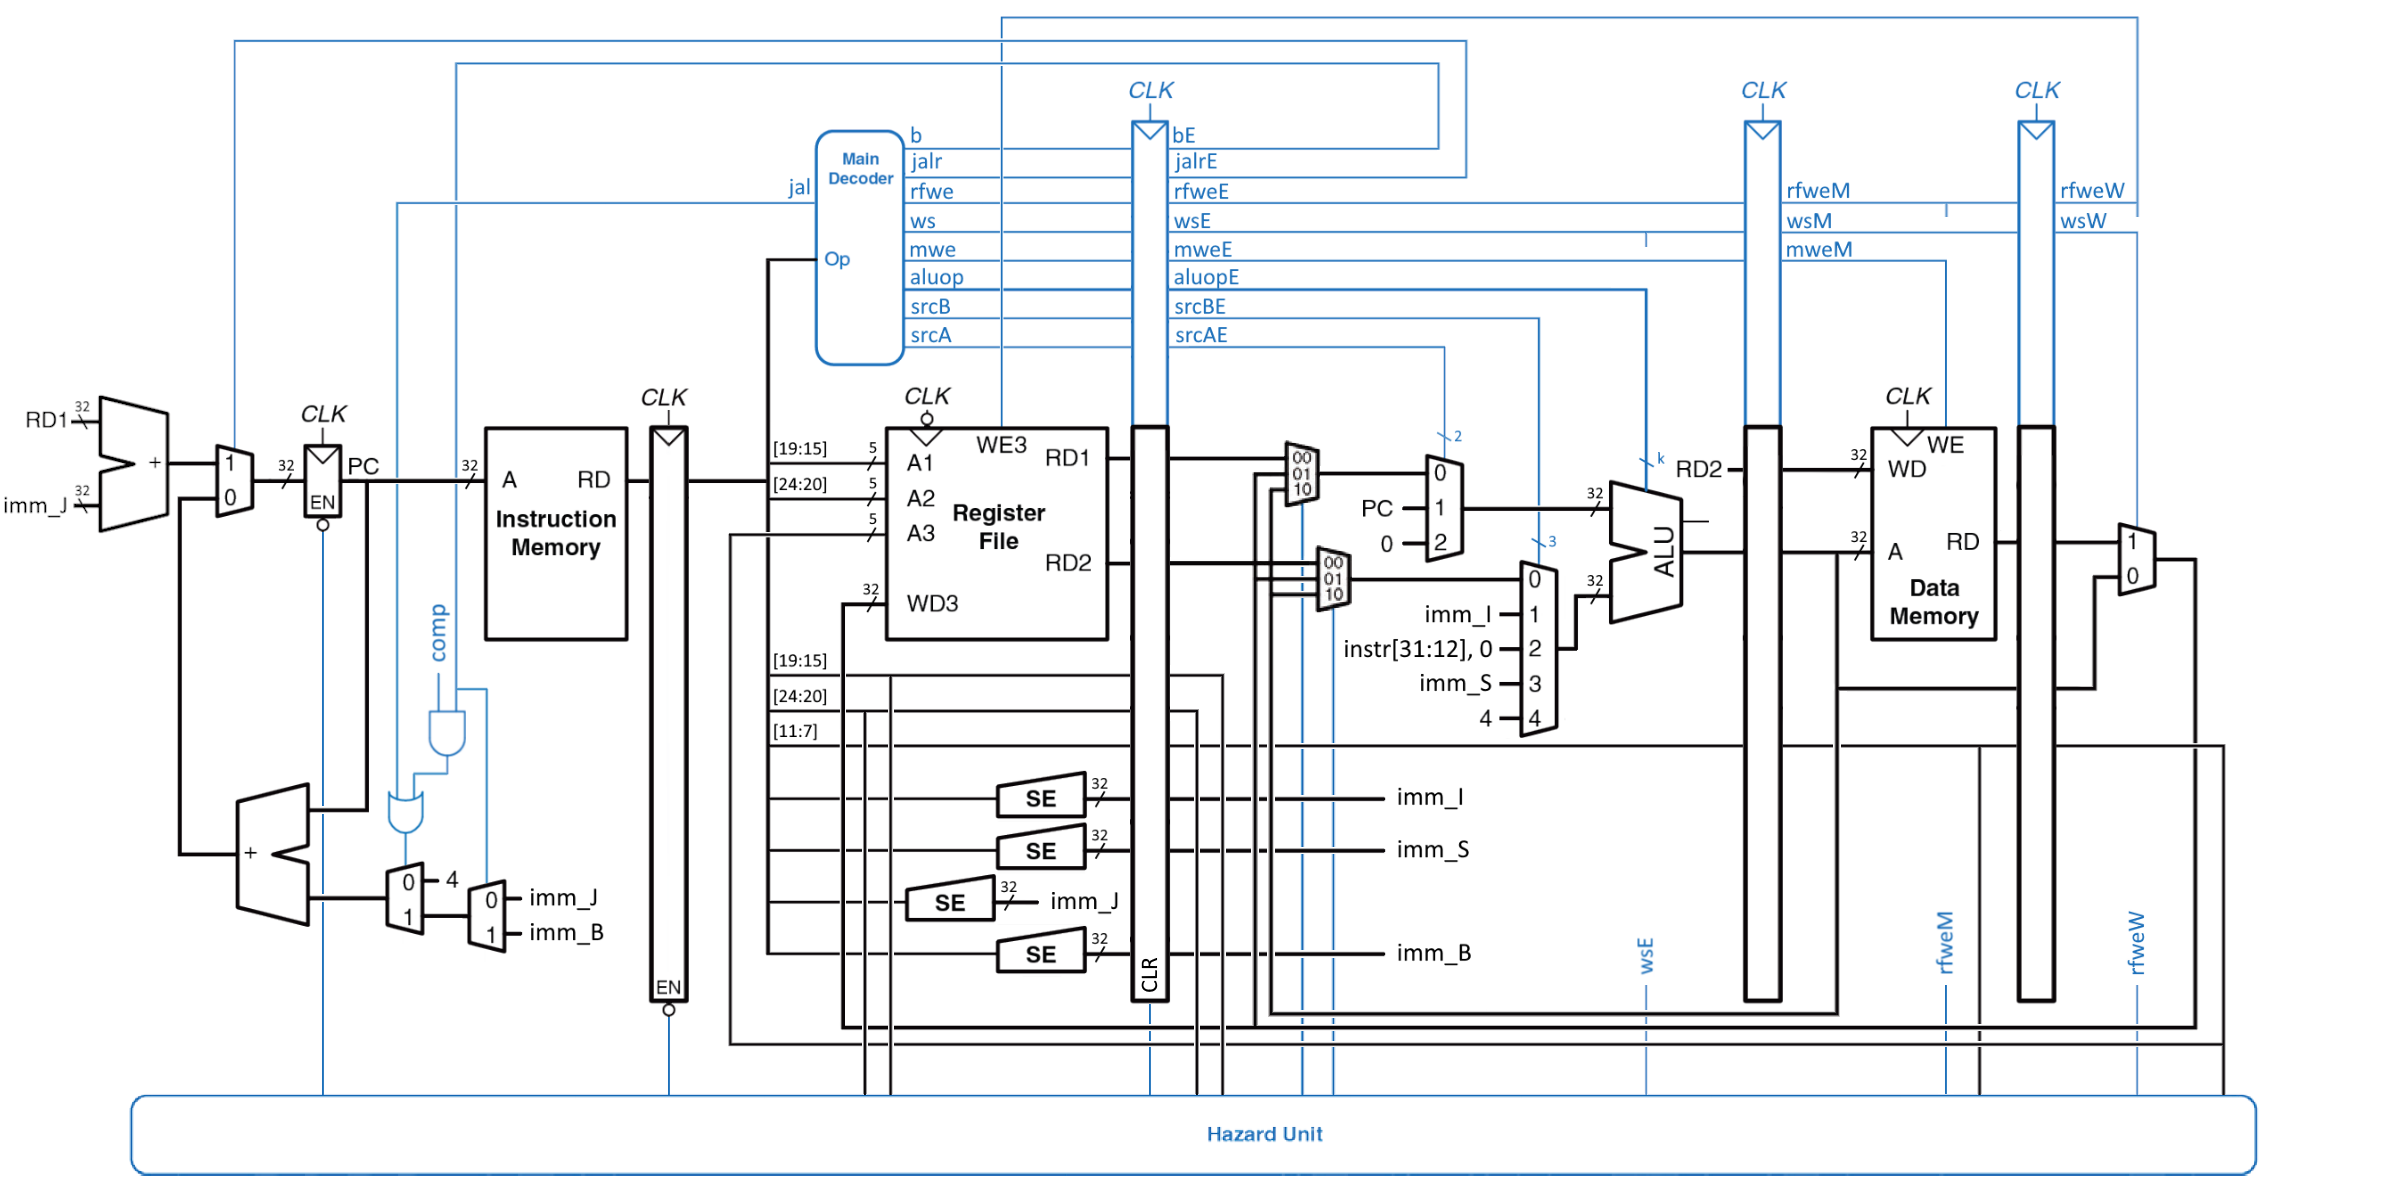 CLK CLK CLK
b bE
Main Decoder
jalr jalrE
jal rfwe rfweE rfweM rfweW
ws wsE wsM wsW
Op mwe mweE mweM
aluop aluopE
srcB srcBE
srcA srcAE
CLK CLK CLK CLK
RD1 32
+ 1 0
imm_J 32
32 EN PC
32 A RD
Instruction Memory
[19:15] 5 A1 WE3 RD1
[24:20] 5 A2
5 A3
Register File
RD2
32 WD3
00 01 10
00 01 10
2
0
PC 1
0 2
3
0
imm_I 1
instr[31:12], 0 2
imm_S 3
4 4
32
32
ALU
k
RD2 32 WD WE
32 A RD
Data Memory
1
0
comp
[19:15]
[24:20]
[11:7]
SE 32 imm_I
SE 32 imm_S
SE 32 imm_J
SE 32 imm_B
+
0 4
1
0 imm_J
1 imm_B
EN
CLR
wsE
rfweM
rfweW
Hazard Unit